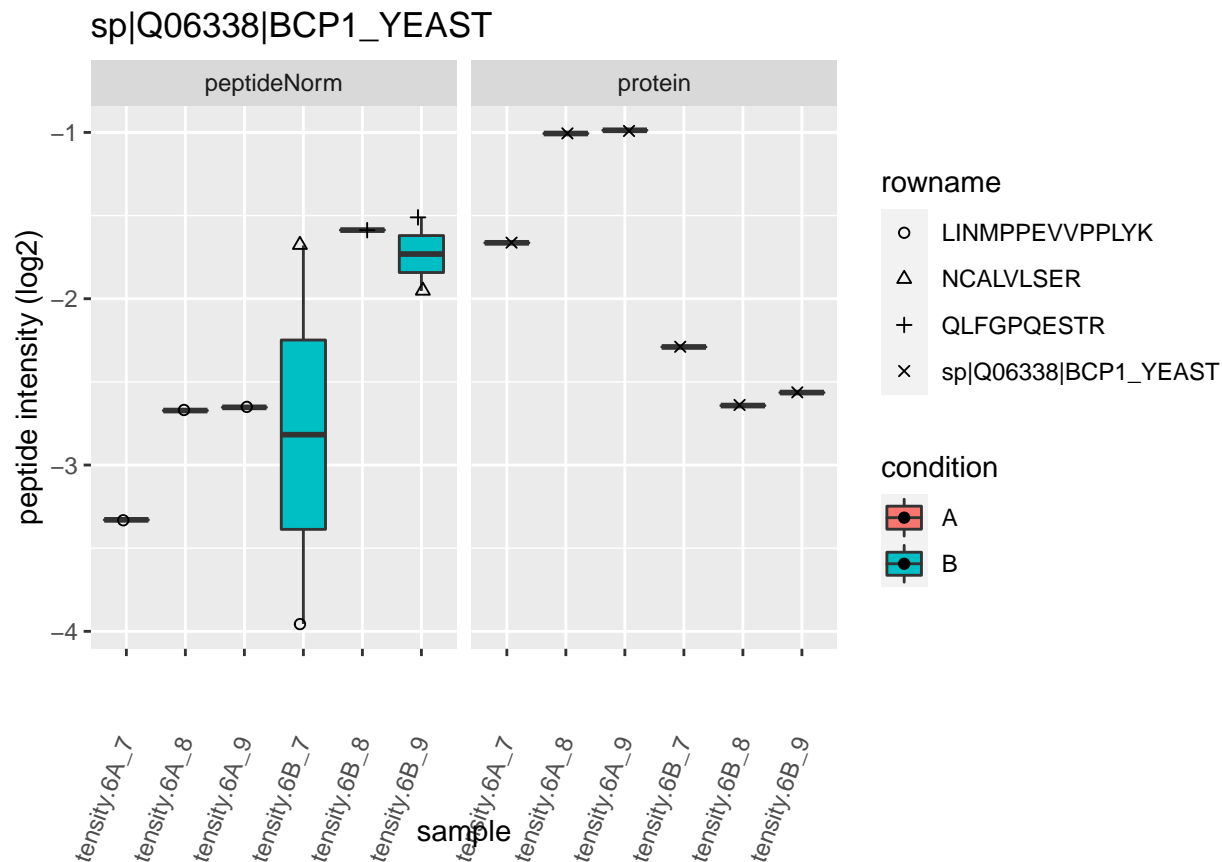 sp|Q06338|BCP1_YEAST
peptideNorm
protein
peptide intensity (log2)
−1
−2
−3
−4
tensity.6A_7
tensity.6A_8
tensity.6A_9
tensity.6B_7
tensity.6B_8
tensity.6B_9
tensity.6A_7
tensity.6A_8
tensity.6A_9
tensity.6B_7
tensity.6B_8
tensity.6B_9
sample
rowname
LINMPPEVVPPLYK
NCALVLSER
QLFGPQESTR
sp|Q06338|BCP1_YEAST
condition
A
B